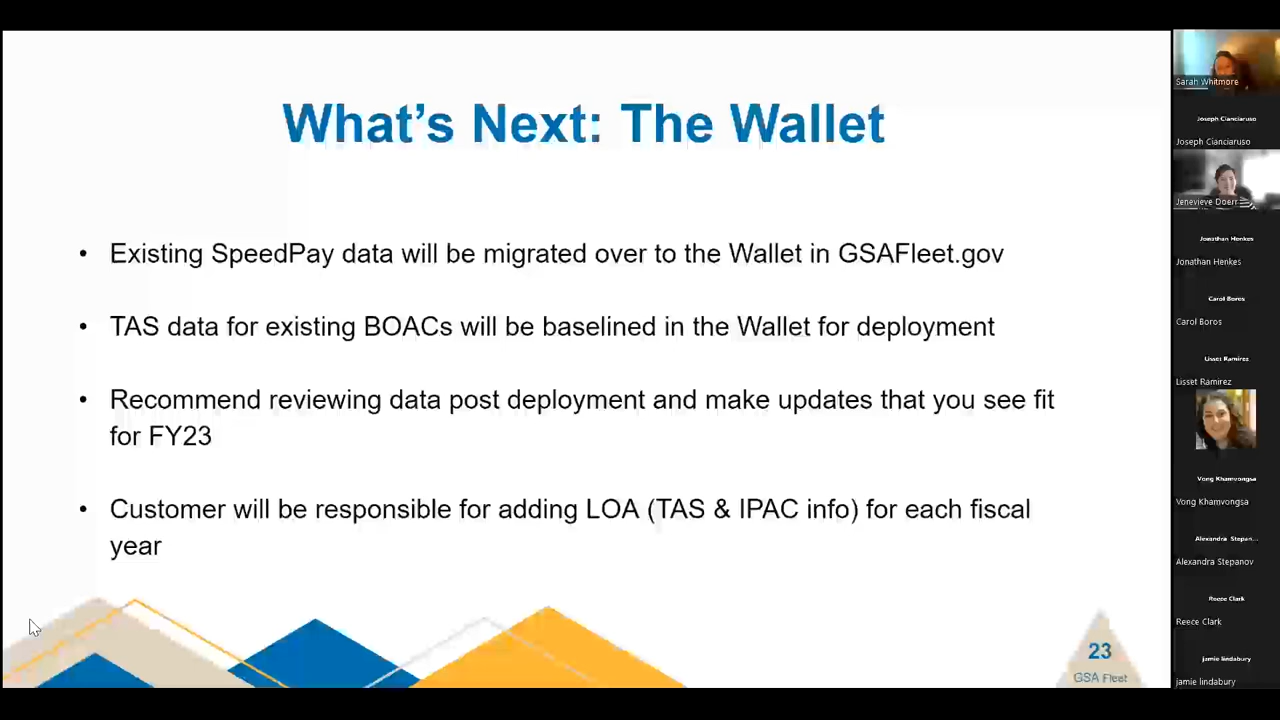 What's Next: The Wallet
• Existing SpeedPay data will be migrated over to the Wallet in GSAFleet.gov
• TAS data for existing BOACs will be baselined in the Wallet for deployment
• Recommend reviewing data post deployment and make updates that you see fit
for FY23
• Customer will be responsible for adding LOA (TAS & IPAC info) for each fiscal
year
23
GSA Fleet
Sarah Whitmore
Joseph Cianciaruso
Joseph Cianciaruso
Jenevieve Doerr
Jonathan Henkes
Jonathan Henkes
Carol Boros
Carol Boros
Lisset Ramirez
Lisset Ramirez
Vong Khamvongsa
Vong Khamvongsa
Alexandra Stepan...
Alexandra Stepanov
Reece Clark
Reece Clark
jamie lindabury
jamie lindabury